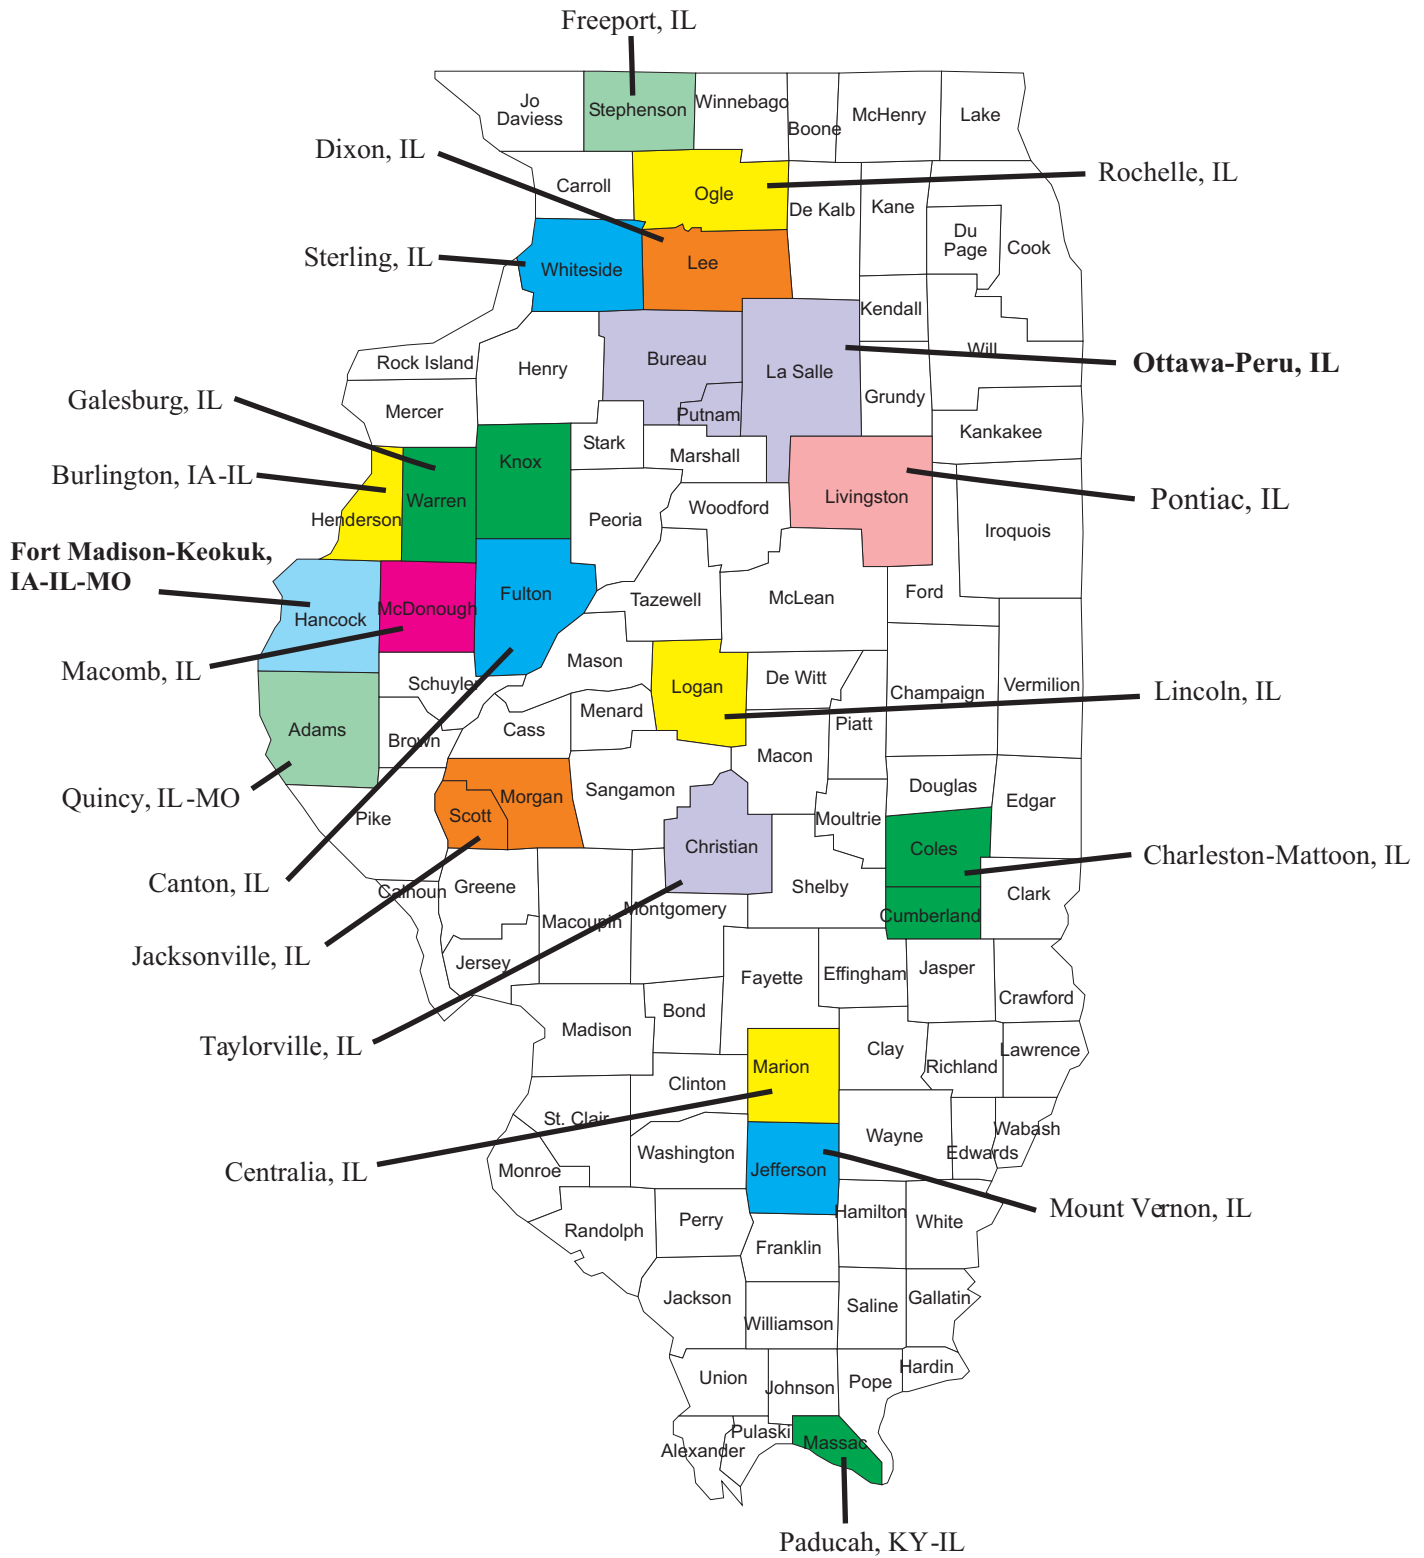 Freeport, IL
Jo
Daviess
Stephenson
Winnebago
Boone
McHenry
Lake
Dixon, IL
Rochelle, IL
Carroll
Ogle
De Kalb
Kane
Du
Page
Cook
Sterling, IL
Whiteside
Lee
Kendall
Will
Rock Island
Henry
Bureau
La Salle
Ottawa-Peru, IL
Grundy
Galesburg, IL
Mercer
Putnam
Stark
Marshall
Kankakee
Knox
Burlington, IA-IL
Warren
Livingston
Pontiac, IL
Henderson
Peoria
Woodford
Iroquois
Fort Madison-Keokuk,
IA-IL-MO
Hancock
McDonough
Fulton
Tazewell
McLean
Ford
Macomb, IL
Schuyler
Mason
Logan
De Witt
Champaign
Vermilion
Lincoln, IL
Adams
Brown
Cass
Menard
Piatt
Macon
Quincy, IL-MO
Pike
Scott
Morgan
Sangamon
Christian
Moultrie
Douglas
Edgar
Coles
Charleston-Mattoon, IL
Canton, IL
Calhoun
Greene
Macoupin
Montgomery
Shelby
Cumberland
Clark
Jacksonville, IL
Jersey
Fayette
Effingham
Jasper
Crawford
Taylorville, IL
Madison
Bond
Marion
Clay
Richland
Lawrence
Clinton
St. Clair
Washington
Wayne
Edwards
Wabash
Centralia, IL
Monroe
Jefferson
Mount Vernon, IL
Randolph
Perry
Franklin
Hamilton
White
Jackson
Williamson
Saline
Gallatin
Union
Johnson
Pope
Hardin
Alexander
Pulaski
Massac
Paducah, KY-IL